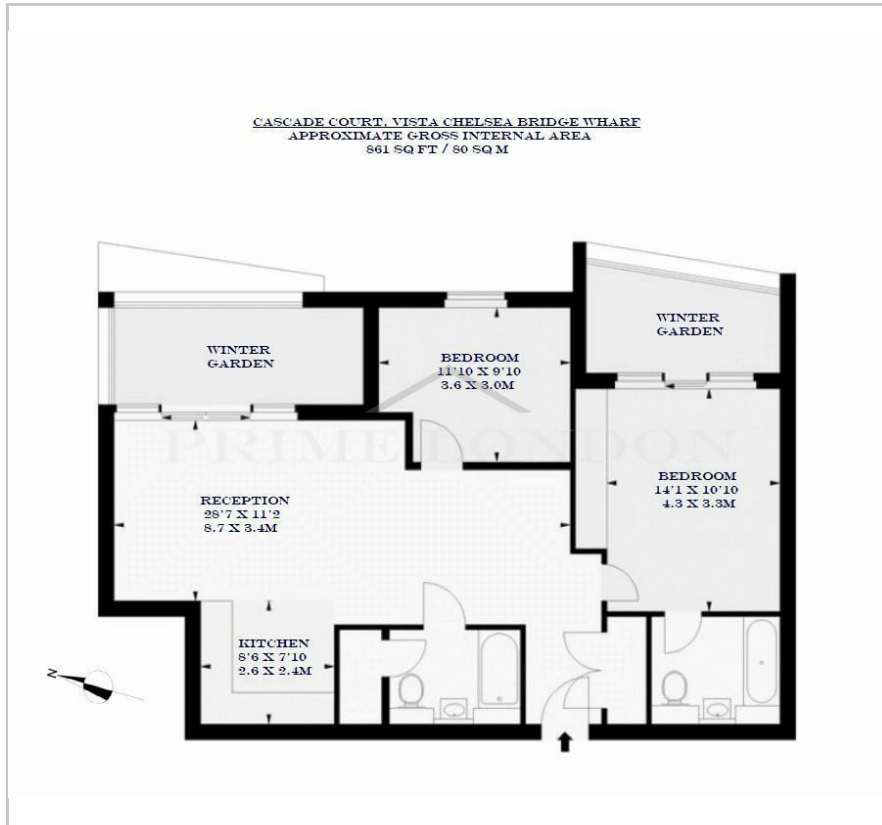 CASCADE COURT, VISTA CHELSEA BRIDGE WHARF
APPROXIMATE GROSS INTERNAL AREA
861 SQ FT / 80 SQ M
WINTER
GARDEN
BEDROOM
11'10 X 9'10
3.6 X 3.0M
WINTER
GARDEN
PRIME LONDON
RECEPTION
28'7 X 11'2
8.7 X 3.4M
BEDROOM
14'1 X 10'10
4.3 X 3.3M
KITCHEN
8'6 X 7'10
2.6 X 2.4M
N